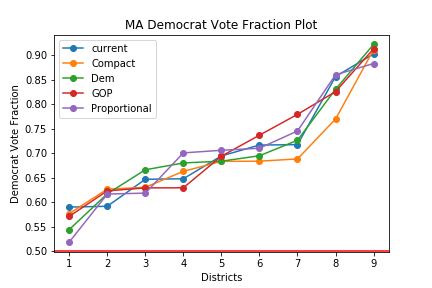 MA Democrat Vote Fraction Plot
current
Compact
Dem
GOP
Proportional
Democrat Vote Fraction
0.90
0.85
0.80
0.75
0.70
0.65
0.60
0.55
0.50
1 2 3 4 5 6 7 8 9
Districts